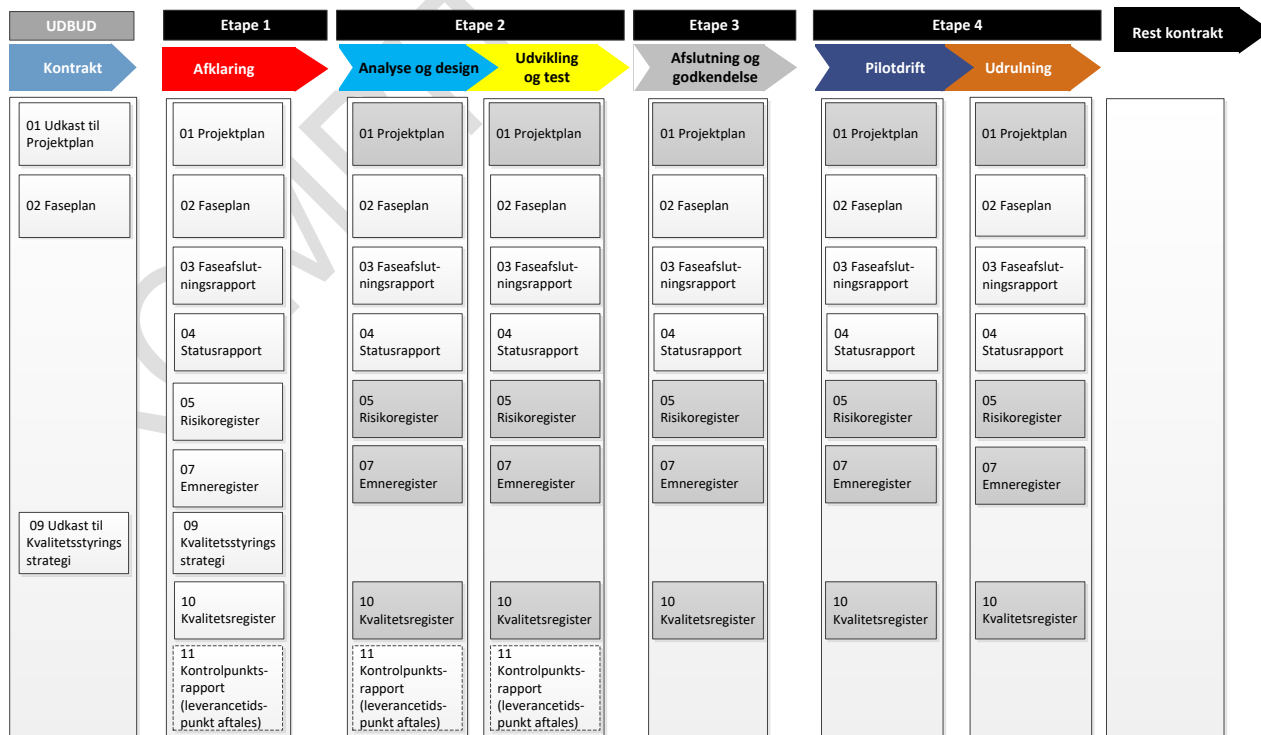 UDBUD
Etape 1
Etape 2
Etape 3
Etape 4
Rest kontrakt
Kontrakt
Afklaring
Analyse og design
Udvikling
og test
Afslutning og
godkendelse
Pilotdrift
Udrulning
01 Udkast til
Projektplan
01 Projektplan
01 Projektplan
01 Projektplan
01 Projektplan
01 Projektplan
01 Projektplan
02 Faseplan
02 Faseplan
02 Faseplan
02 Faseplan
02 Faseplan
02 Faseplan
02 Faseplan
03 Faseafslut-
ningsrapport
03 Faseafslut-
ningsrapport
03 Faseafslut-
ningsrapport
03 Faseafslut-
ningsrapport
03 Faseafslut-
ningsrapport
03 Faseafslut-
ningsrapport
04
Statusrapport
04
Statusrapport
04
Statusrapport
04
Statusrapport
04
Statusrapport
04
Statusrapport
05
Risikoregister
05
Risikoregister
05
Risikoregister
05
Risikoregister
05
Risikoregister
05
Risikoregister
07
Emneregister
07
Emneregister
07
Emneregister
07
Emneregister
07
Emneregister
07
Emneregister
09 Udkast til
Kvalitetsstyrings
strategi
09
Kvalitetsstyrings
strategi
10
Kvalitetsregister
10
Kvalitetsregister
10
Kvalitetsregister
10
Kvalitetsregister
10
Kvalitetsregister
10
Kvalitetsregister
11
Kontrolpunkts-
rapport
(leverancetids-
punkt aftales)
11
Kontrolpunkts-
rapport
(leverancetids-
punkt aftales)
11
Kontrolpunkts-
rapport
(leverancetids-
punkt aftales)